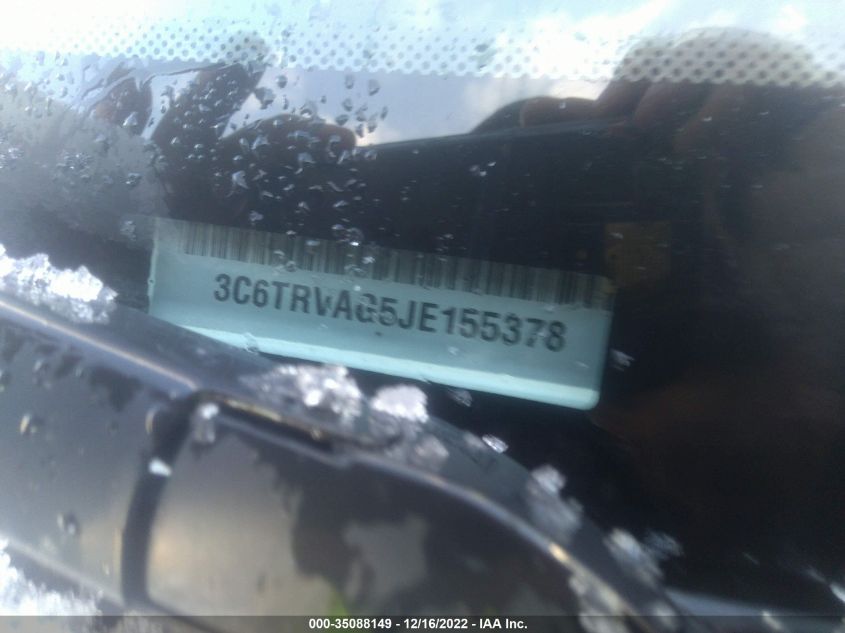 3C6TRVAG5JE155378
000-35088149 - 12/16/2022 - IAA Inc.